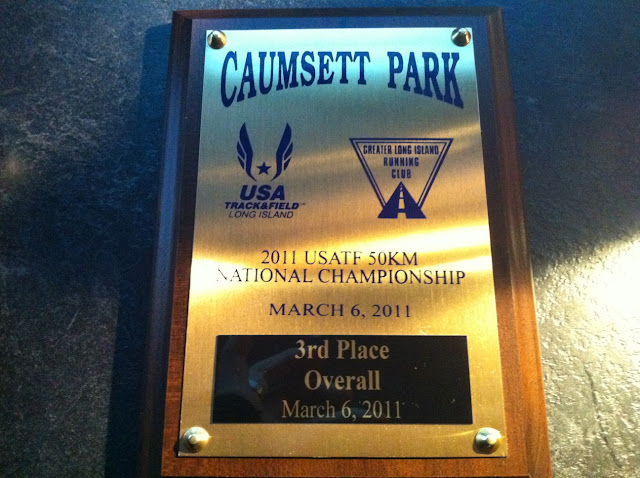 CAUMSETT PARK
USA
TRACK&FIELD™
LONG ISLAND
GREATER LONG ISLAND
RUNNING
CLUB
2011 USATF 50KM
NATIONAL CHAMPIONSHIP
MARCH 6, 2011
3rd Place
Overall
March 6, 2011